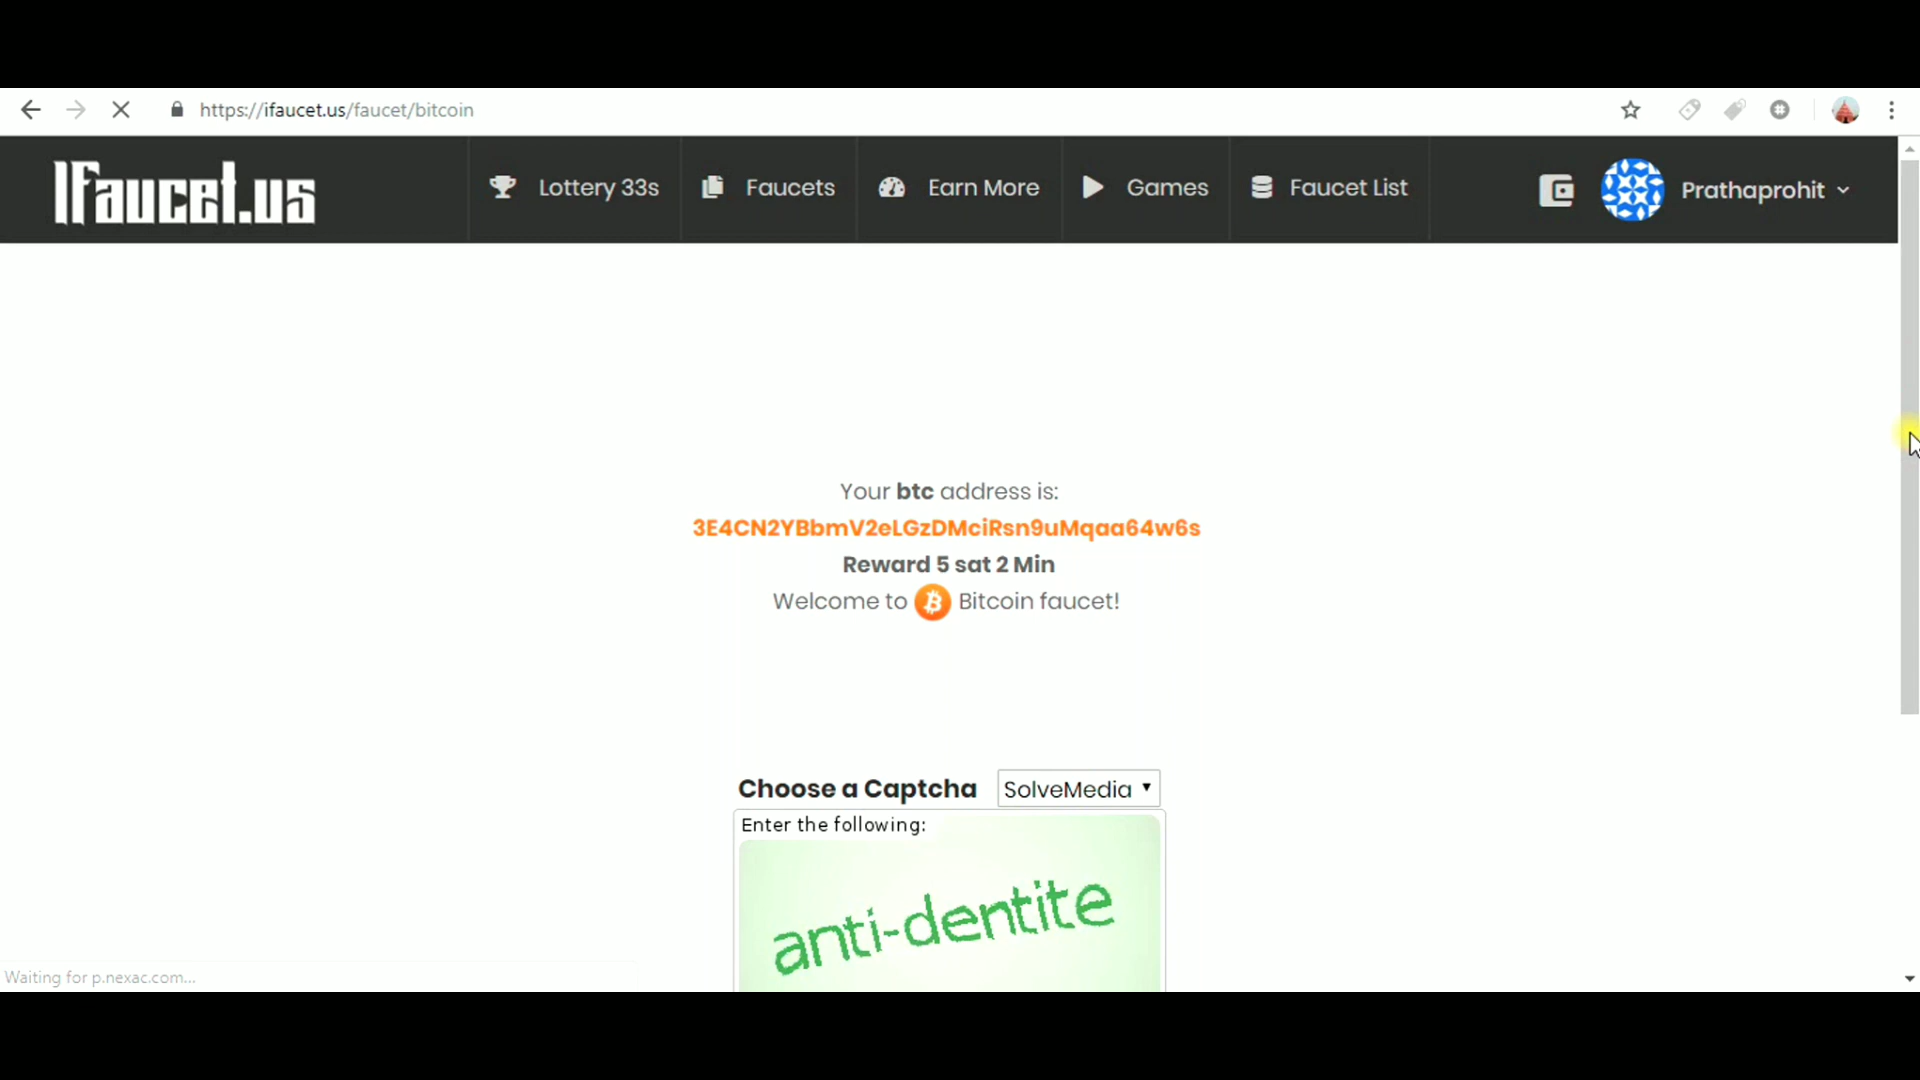 https://ifaucet.us/faucet/bitcoin
IFaucet.us
Lottery 33s
Faucets
Earn More
Games
Faucet List
Prathaprohit
Your btc address is:
3E4CN2YBbmV2eLGzDMciRsn9uMqaa64w6s
Reward 5 sat 2 Min
Welcome to Bitcoin faucet!
Choose a Captcha SolveMedia
Enter the following:
anti-dentite
Waiting for p.nexac.com...